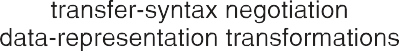 transfer-syntax negotiation
data-representation transformations